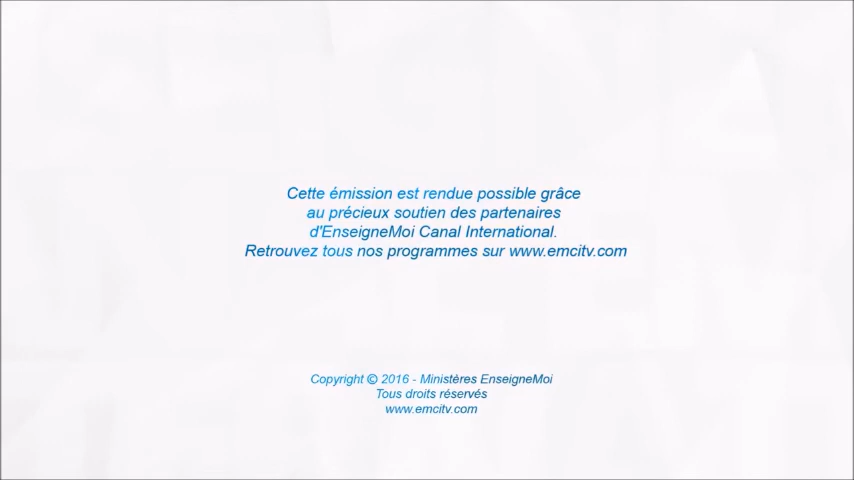 Cette émission est rendue possible grâce
au précieux soutien des partenaires
d'EnseigneMoi Canal International.
Retrouvez tous nos programmes sur www.emcitv.com
Copyright © 2016 - Ministères EnseigneMoi
Tous droits réservés
www.emcitv.com